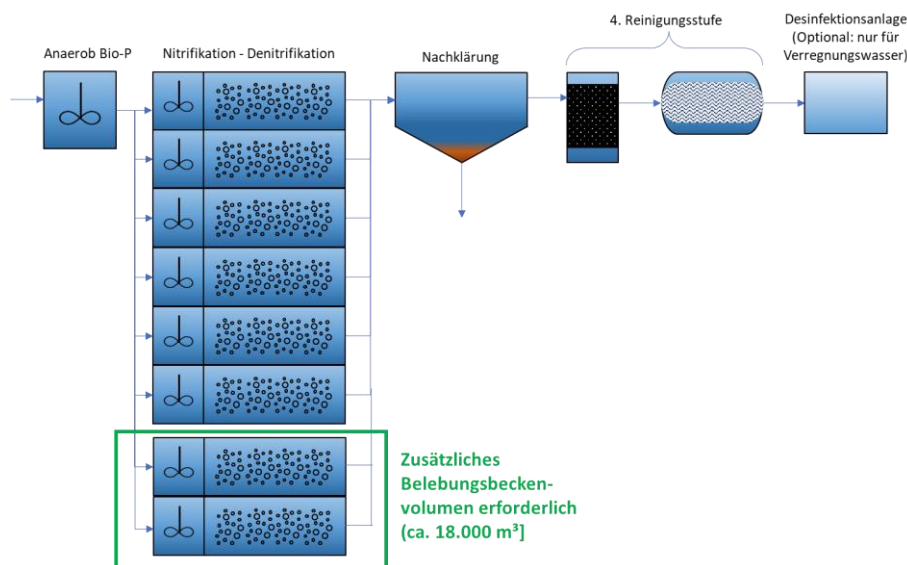 4. Reinigungsstufe
Desinfektionsanlage
(Optional: nur für
Verregnungswasser)
Anaerob Bio-P
Nitrifikation - Denitrifikation
Nachklärung
Zusätzliches
Belebungsbecken-
volumen erforderlich
(ca. 18.000 m³]